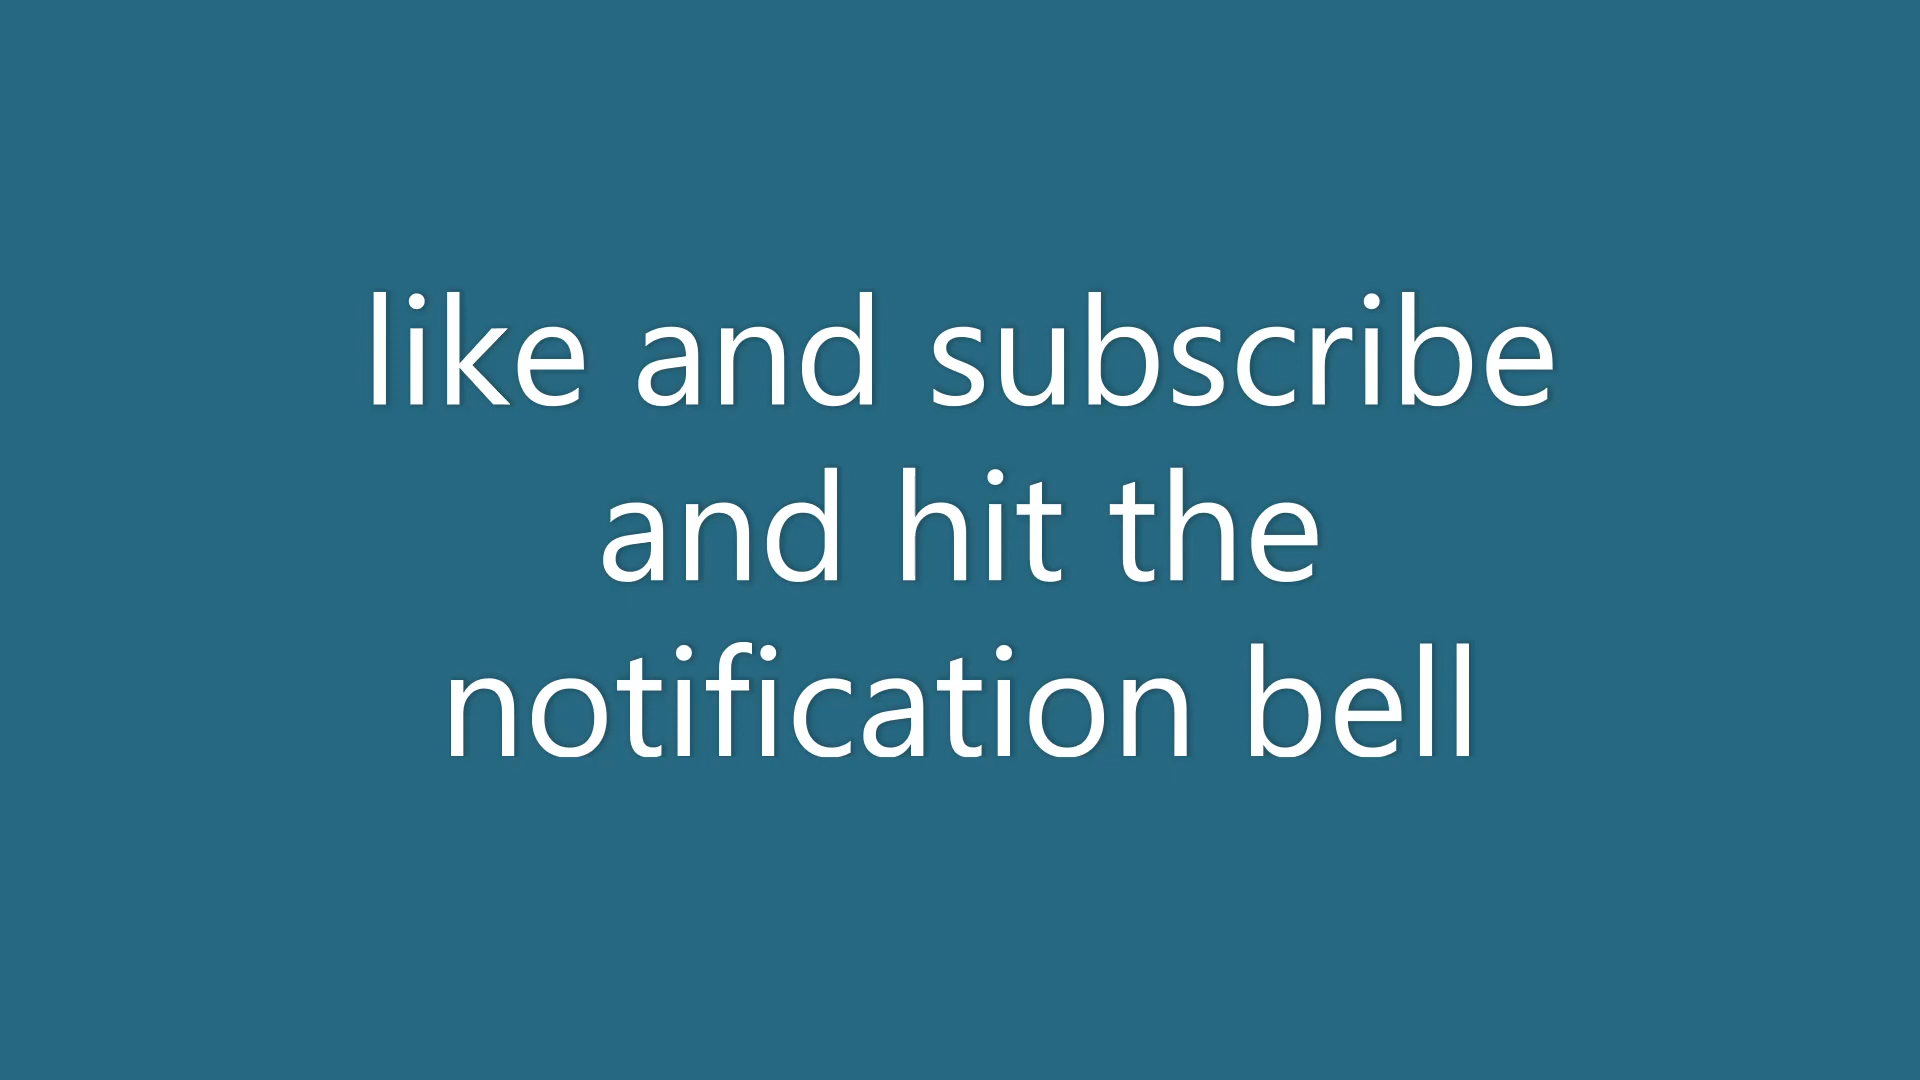 like and subscribe
and hit the
notification bell